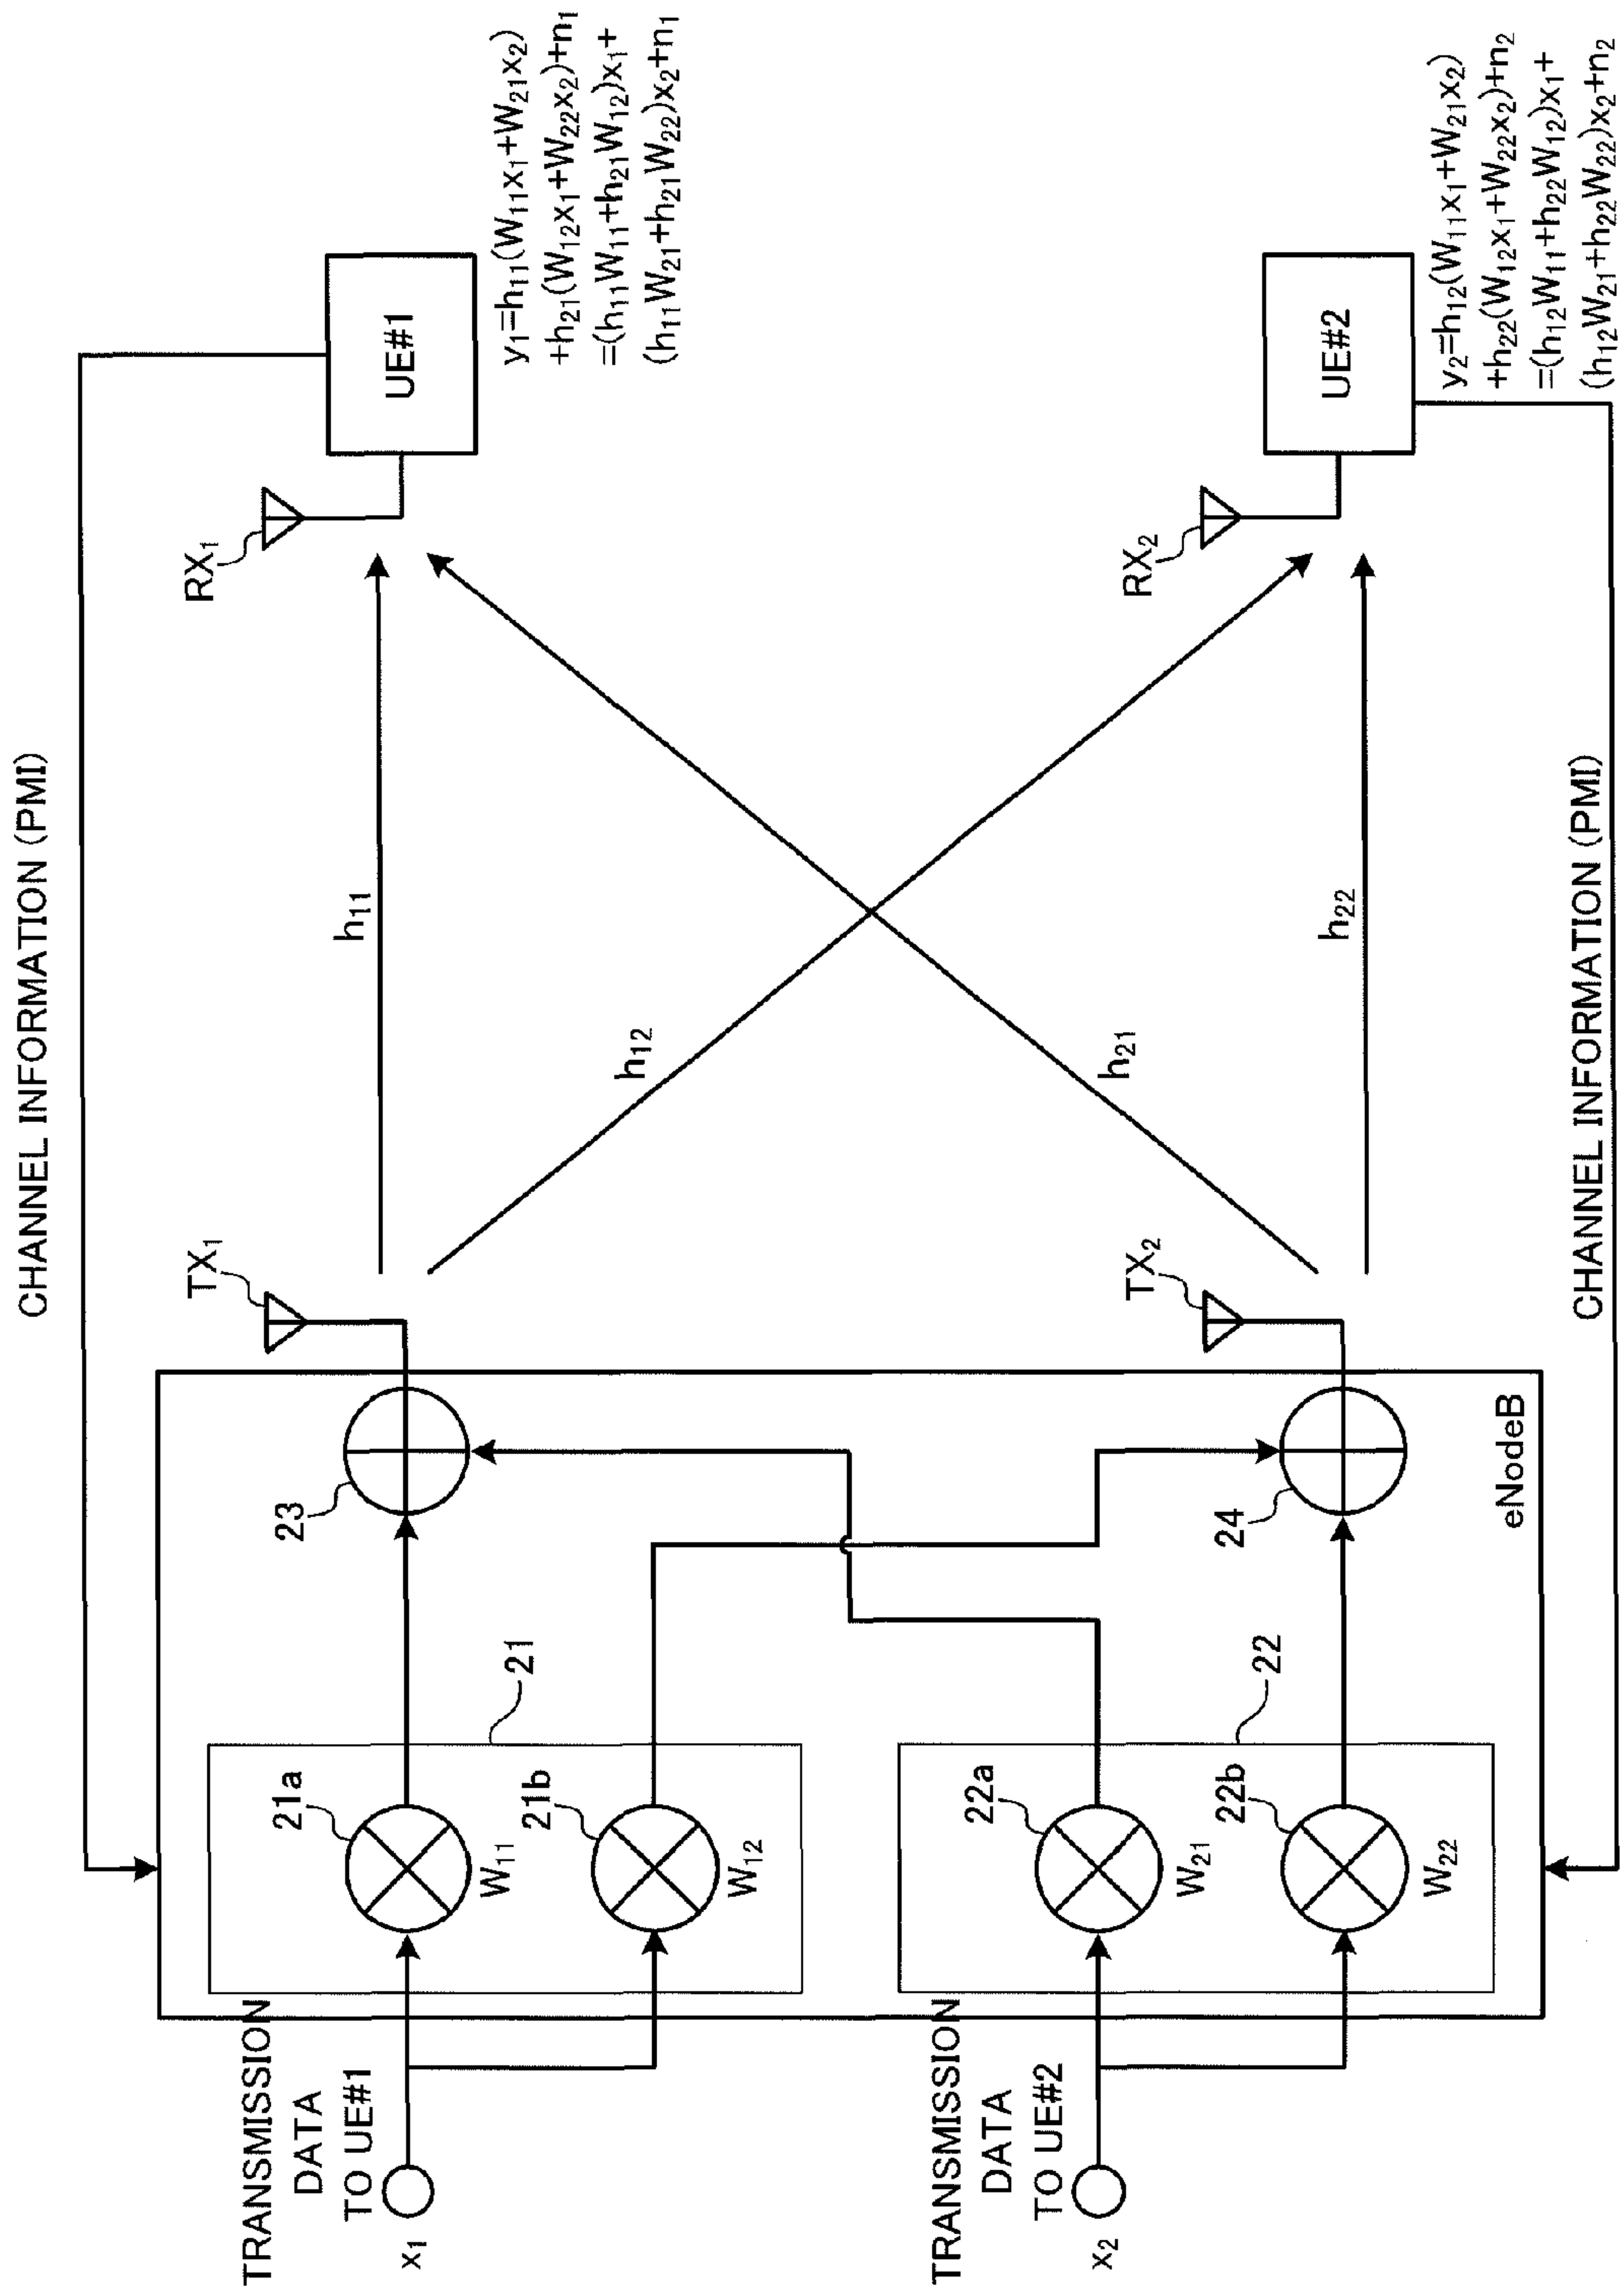 CHANNEL INFORMATION (PMI)
TRANSMISSION
DATA
TO UE#1
x1
21a
W11
21b
W12
21
23
TX1
h11
h12
RX1
UE#1
y1=h11(W11x1+W21x2)
+h21(W12x1+W22x2)+n1
=(h11W11+h21W12)x1+
(h11W21+h21W22)x2+n1
TRANSMISSION
DATA
TO UE#2
x2
22a
W21
22b
W22
22
24
eNodeB
TX2
h21
h22
RX2
UE#2
y2=h12(W11x1+W21x2)
+h22(W12x1+W22x2)+n2
=(h12W11+h22W12)x1+
(h12W21+h22W22)x2+n2
CHANNEL INFORMATION (PMI)